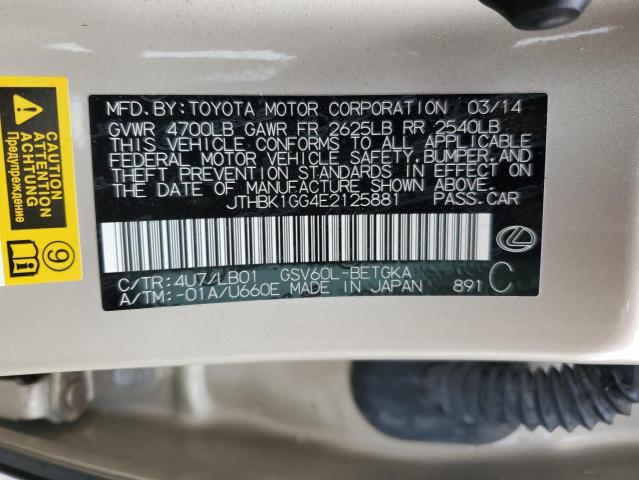 MFD. BY: TOYOTA MOTOR CORPORATION 03/14
GVWR 4700LB GAWR FR 2625LB RR 2540LB
THIS VEHICLE CONFORMS TO ALL APPLICABLE
FEDERAL MOTOR VEHICLE SAFETY, BUMPER, AND
THEFT PREVENTION STANDARDS IN EFFECT ON
THE DATE OF MANUFACTURE SHOWN ABOVE.
JTHBK1GG4E2125881 PASS.CAR
C/TR: 4U7/LB01 GSV60L-BETGKA
A/TM: -01A/U660E MADE IN JAPAN 891 C
CAUTION
ATTENTION
ACHTUNG
Предупреждение
9